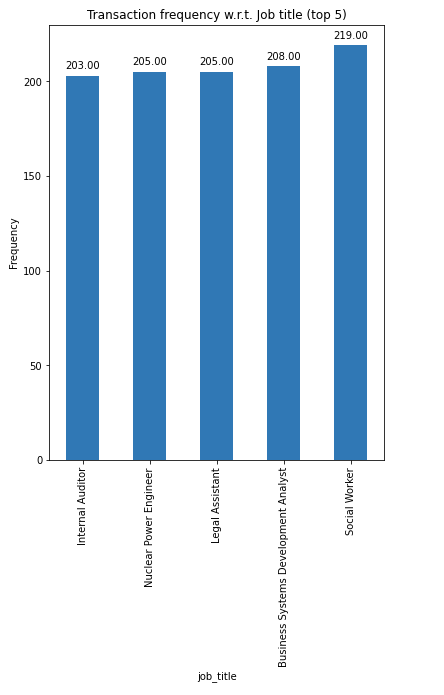 Transaction frequency w.r.t. Job title (top 5)
203.00
205.00
205.00
208.00
219.00
200
150
100
50
0
Frequency
Internal Auditor
Nuclear Power Engineer
Legal Assistant
Business Systems Development Analyst
Social Worker
job_title